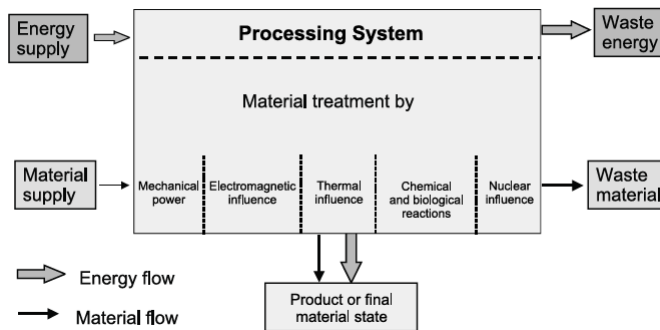 Energy
supply
Processing System
Waste
energy
Material treatment by
Material
supply
Mechanical
power
Electromagnetic
influence
Thermal
influence
Chemical
and biological
reactions
Nuclear
influence
Waste
material
Energy flow
Material flow
Product or final
material state